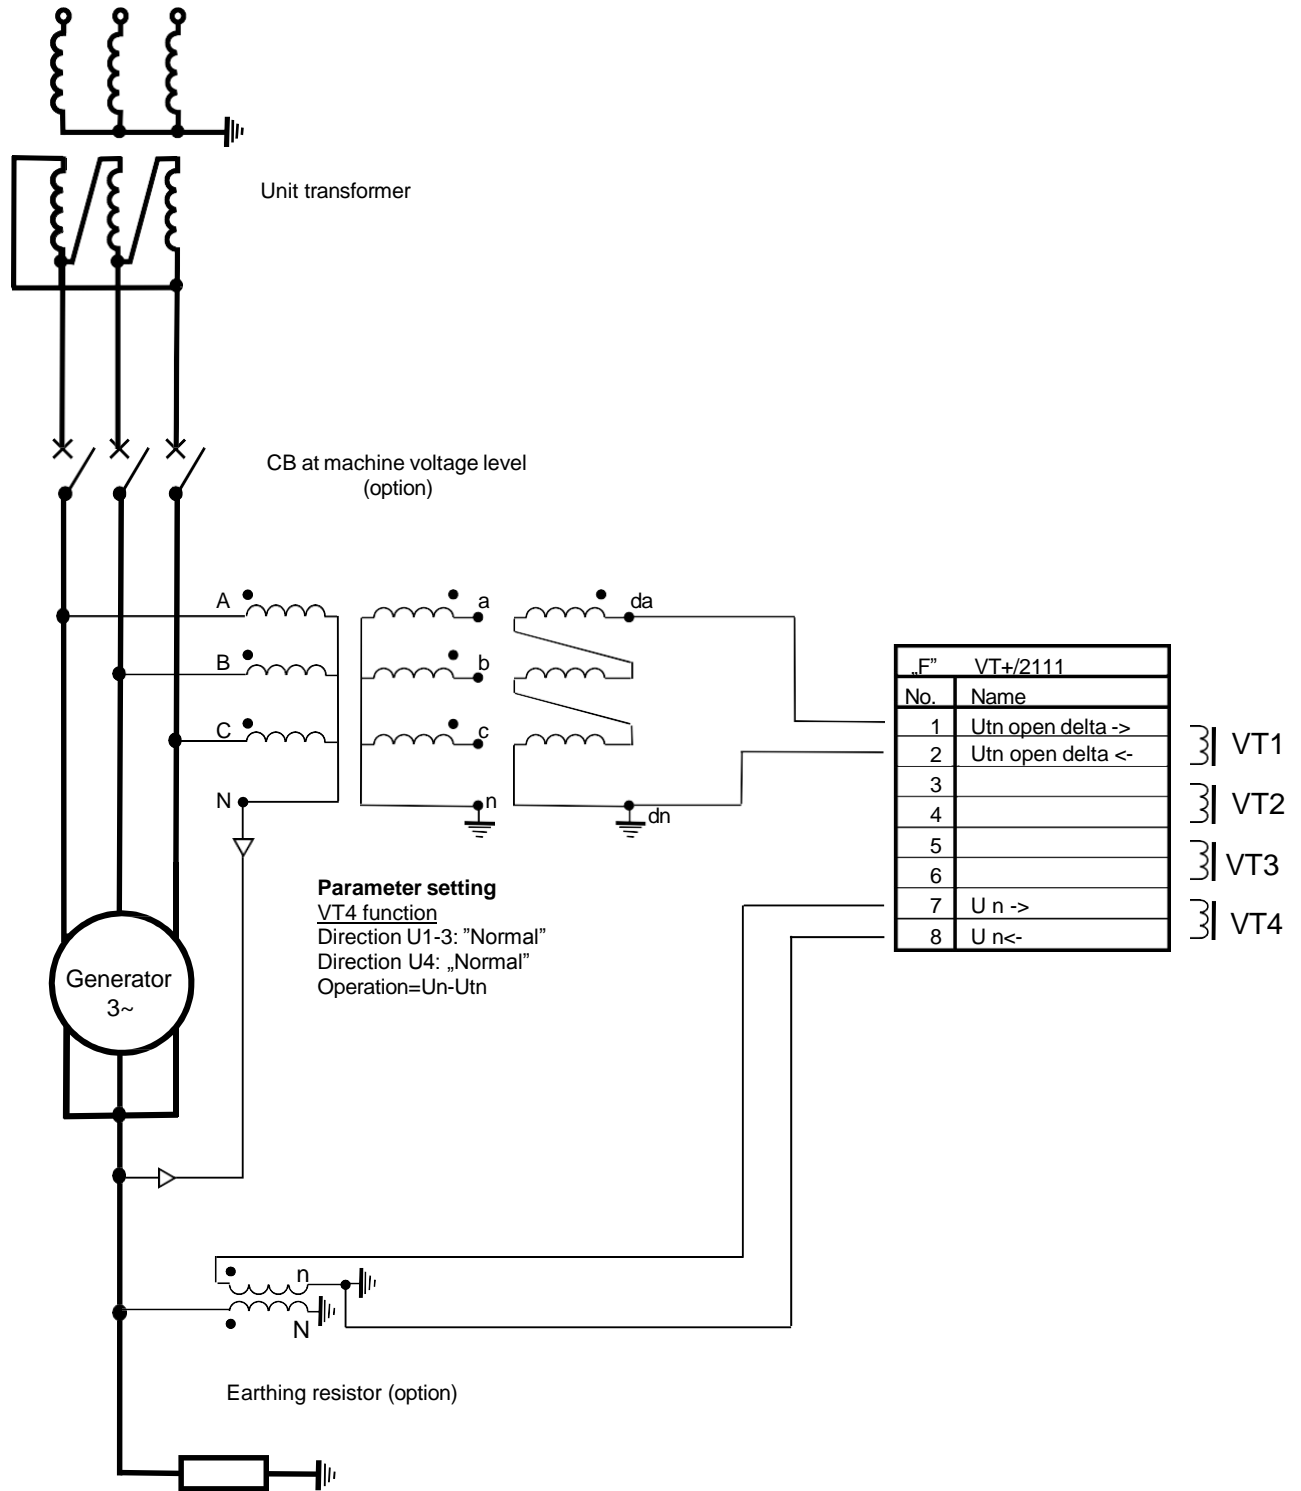 Unit transformer
CB at machine voltage level
(option)
A
a
da
B
b
C
c
N
n
dn
„F” VT+/2111
No. Name
1 Utn open delta ->
2 Utn open delta <-
3
4
5
6
7 U n ->
8 U n<-
VT1
VT2
VT3
VT4
Parameter setting
VT4 function
Direction U1-3: ”Normal”
Direction U4: „Normal”
Operation=Un-Utn
Generator
3~
n
N
Earthing resistor (option)